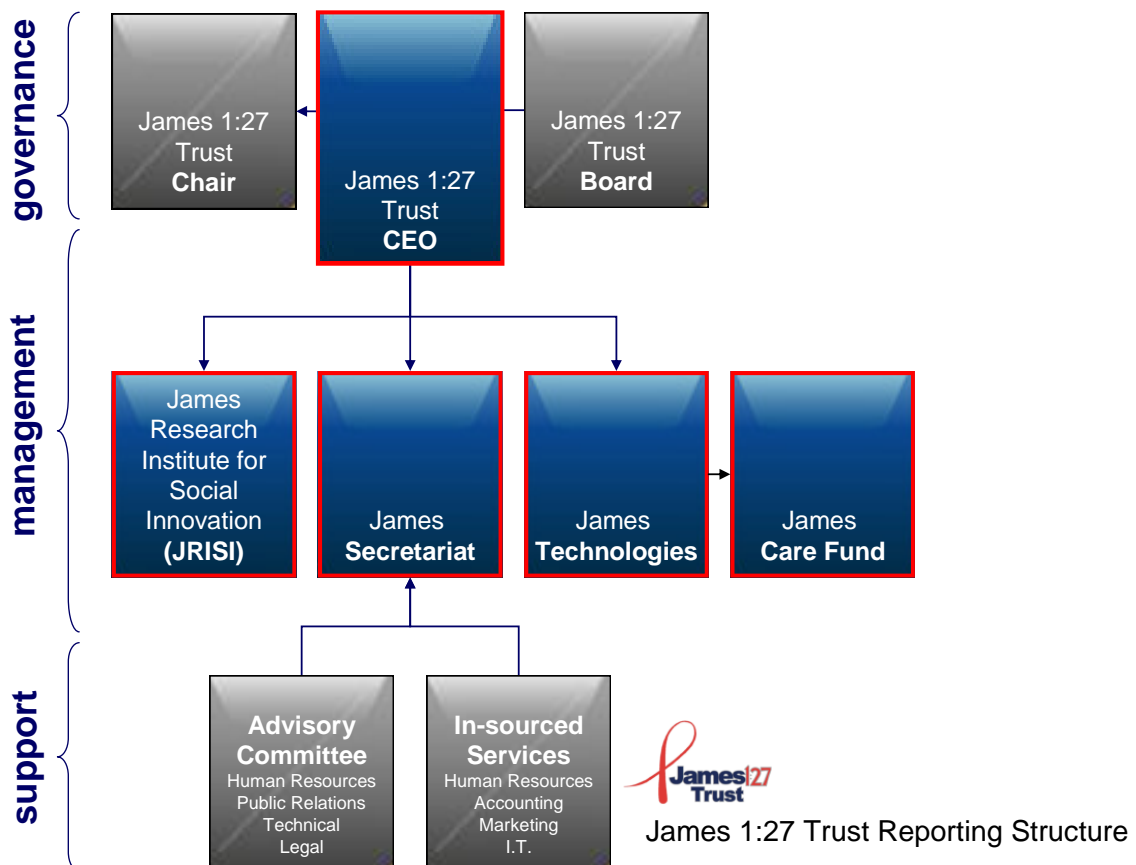 governance
James 1:27
Trust
Chair
James 1:27
Trust
CEO
James 1:27
Trust
Board
management
James
Research
Institute for
Social
Innovation
(JRISI)
James
Secretariat
James
Technologies
James
Care Fund
support
Advisory
Committee
Human Resources
Public Relations
Technical
Legal
In-sourced
Services
Human Resources
Accounting
Marketing
I.T.
James 1:27
Trust
James 1:27 Trust Reporting Structure